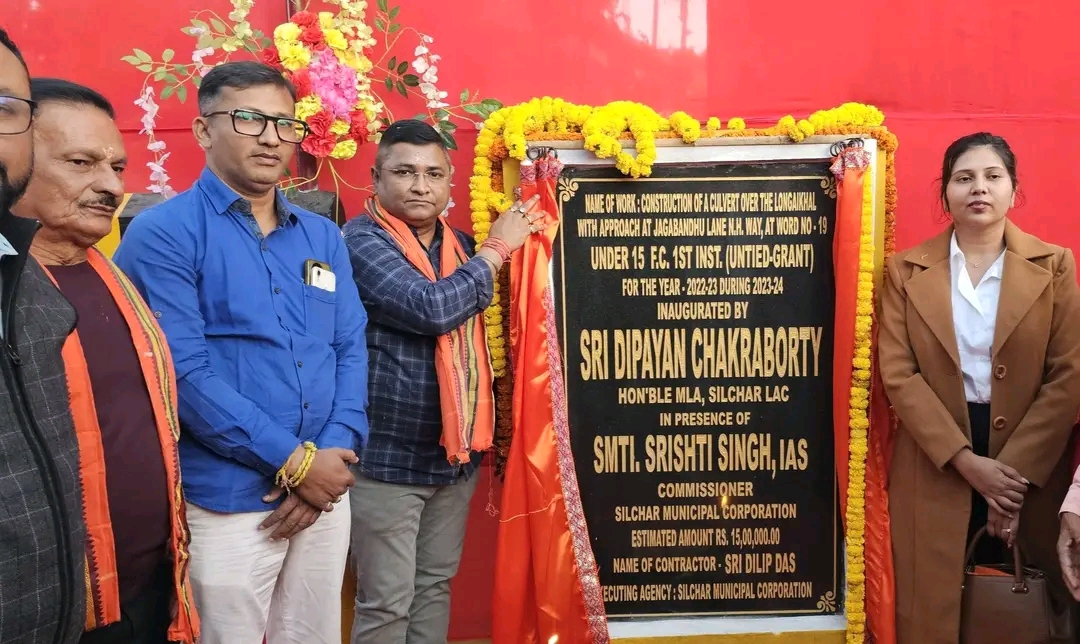 NAME OF WORK : CONSTRUCTION OF A CULVERT OVER THE LONGAIKHAL
WITH APPROACH AT JAGABANDHU LANE N.H. WAY, AT WORD NO - 19
UNDER 15 F.C. 1ST INST. (UNTIED-GRANT)
FOR THE YEAR - 2022-23 DURING 2023-24
INAUGURATED BY
SRI DIPAYAN CHAKRABORTY
HON'BLE MLA, SILCHAR LAC
IN PRESENCE OF
SMTI. SRISHTI SINGH, IAS
COMMISSIONER
SILCHAR MUNICIPAL CORPORATION
ESTIMATED AMOUNT RS. 15,00,000.00
NAME OF CONTRACTOR - SRI DILIP DAS
EXECUTING AGENCY : SILCHAR MUNICIPAL CORPORATION